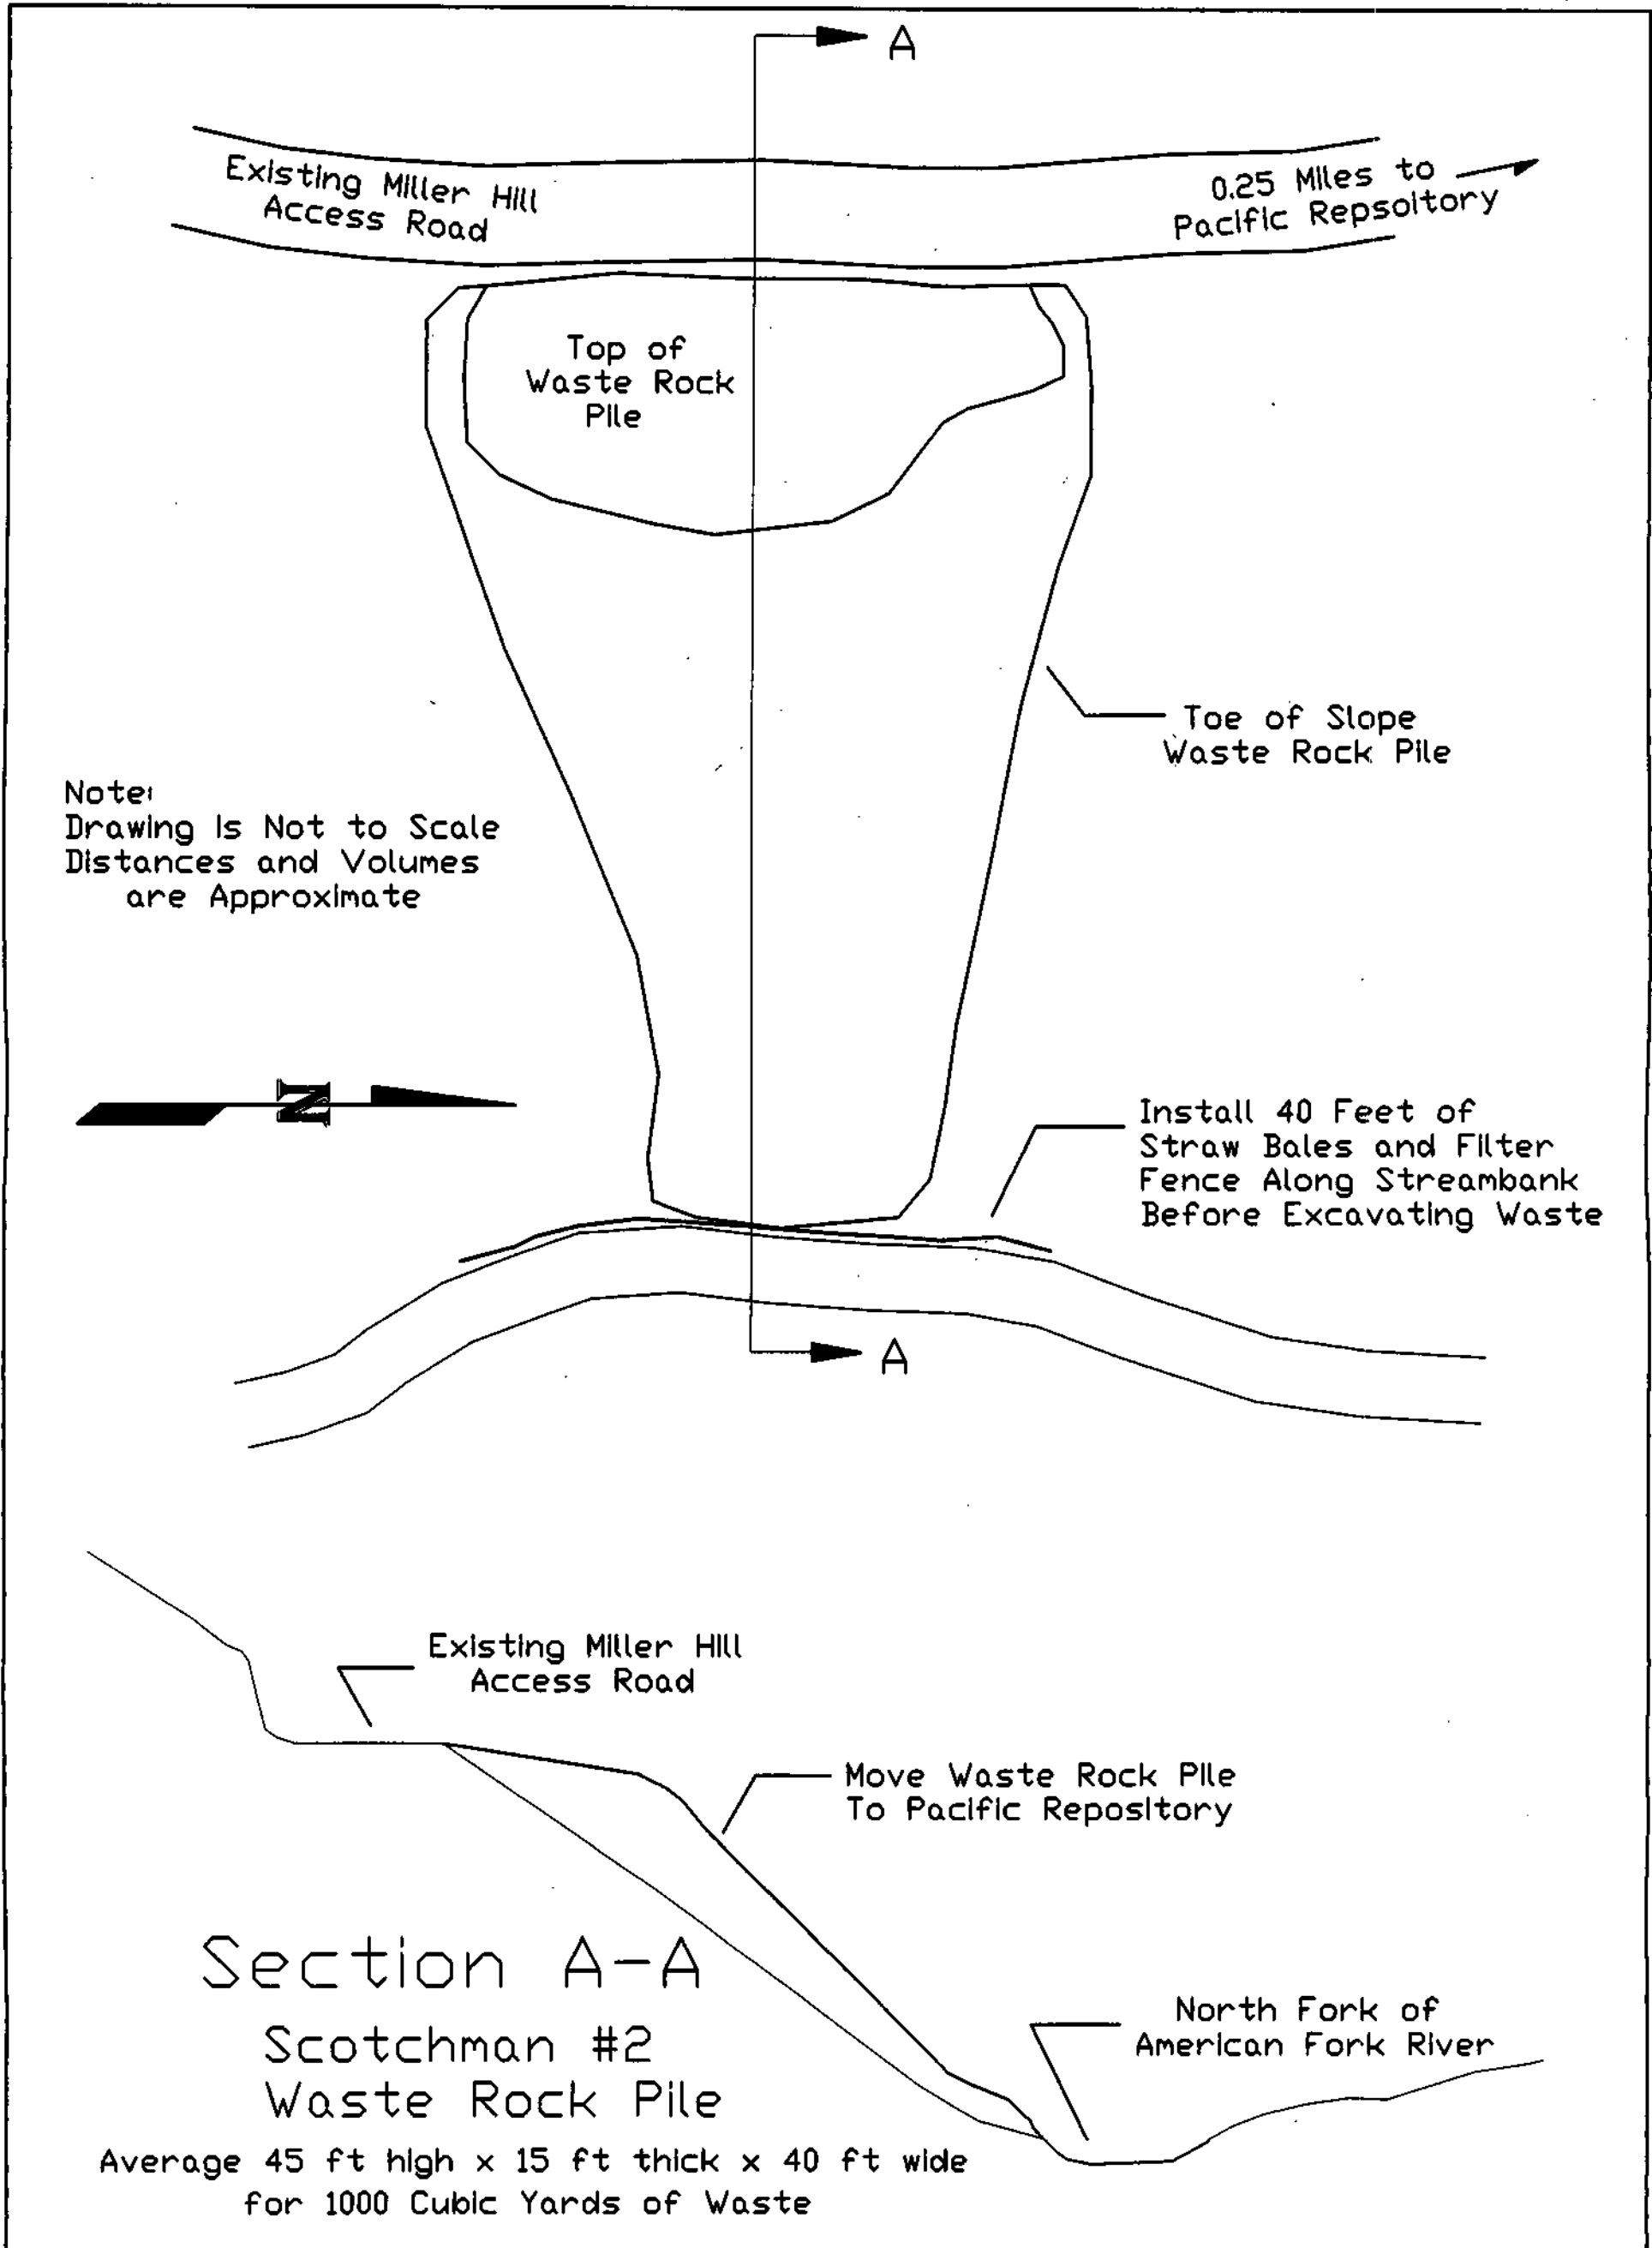 A
Existing Miller Hill
Access Road
0.25 Miles to
Pacific Repsoitory
Top of
Waste Rock
Pile
Toe of Slope
Waste Rock Pile
Note:
Drawing Is Not to Scale
Distances and Volumes
are Approximate
N
Install 40 Feet of
Straw Bales and Filter
Fence Along Streambank
Before Excavating Waste
A
Existing Miller Hill
Access Road
Move Waste Rock Pile
To Pacific Repository
Section A-A
Scotchman #2
Waste Rock Pile
North Fork of
American Fork River
Average 45 ft high x 15 ft thick x 40 ft wide
for 1000 Cubic Yards of Waste